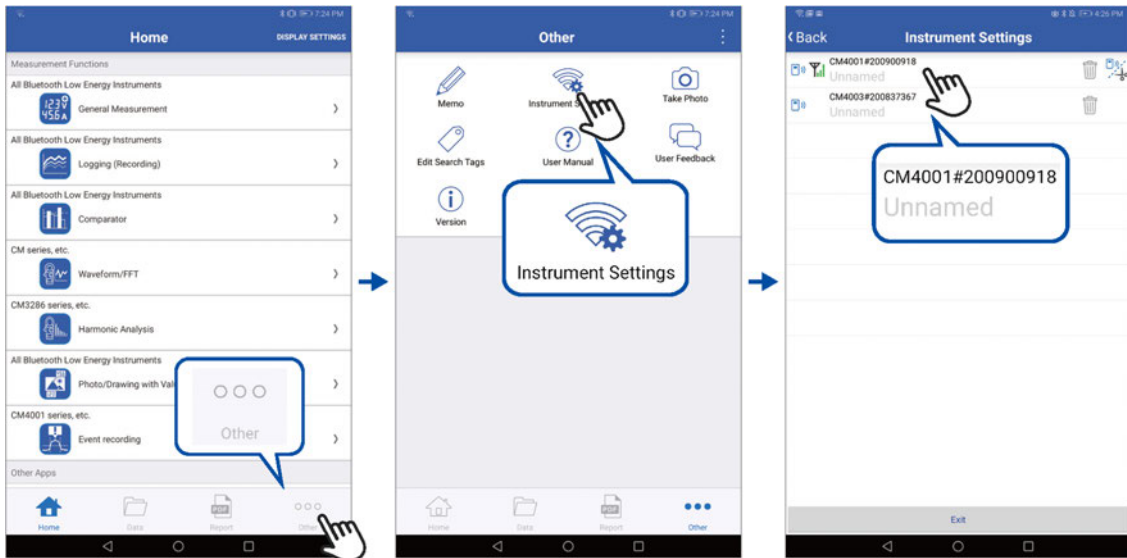 7:24 PM
Home
DISPLAY SETTINGS
Measurement Functions
All Bluetooth Low Energy Instruments
General Measurement
All Bluetooth Low Energy Instruments
Logging (Recording)
All Bluetooth Low Energy Instruments
Comparator
CM series, etc.
Waveform/FFT
CM3286 series, etc.
Harmonic Analysis
All Bluetooth Low Energy Instruments
Photo/Drawing with
CM4001 series, etc.
Event recording
Other
Other Apps
Home
Data
PDF
Report
Other
7:24 PM
Other
Memo
Instrument
Take Photo
Edit Search Tags
User Manual
User Feedback
Version
Instrument Settings
Home
Data
PDF
Report
Other
4:26 PM
Back
Instrument Settings
CM4001#200900918
Unnamed
CM4003#200837367
Unnamed
CM4001#200900918
Unnamed
Exit